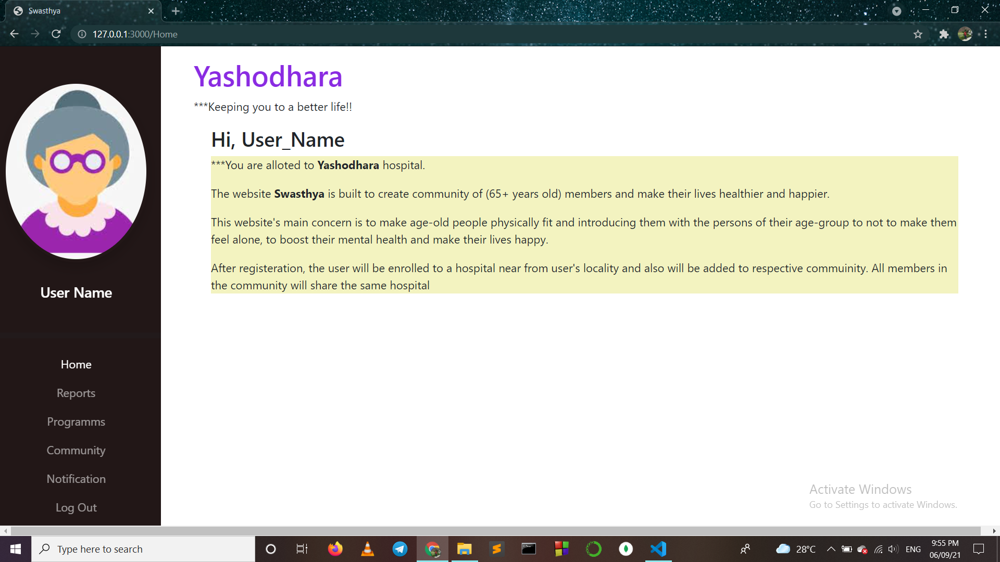 Swasthya
127.0.0.1:3000/Home
Yashodhara
***Keeping you to a better life!!
Hi, User_Name
***You are alloted to Yashodhara hospital.
The website Swasthya is built to create community of (65+ years old) members and make their lives healthier and happier.
This website's main concern is to make age-old people physically fit and introducing them with the persons of their age-group to not to make them
feel alone, to boost their mental health and make their lives happy.
After registeration, the user will be enrolled to a hospital near from user's locality and also will be added to respective commuinity. All members in
the community will share the same hospital
User Name
Home
Reports
Programms
Community
Notification
Log Out
Activate Windows
Go to Settings to activate Windows.
Type here to search
28°C
ENG
9:55 PM
06/09/21